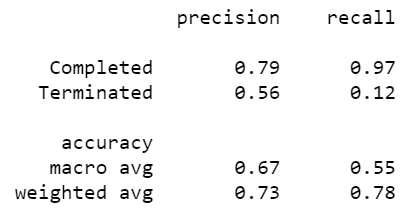 precision recall
Completed 0.79 0.97
Terminated 0.56 0.12
accuracy
macro avg 0.67 0.55
weighted avg 0.73 0.78